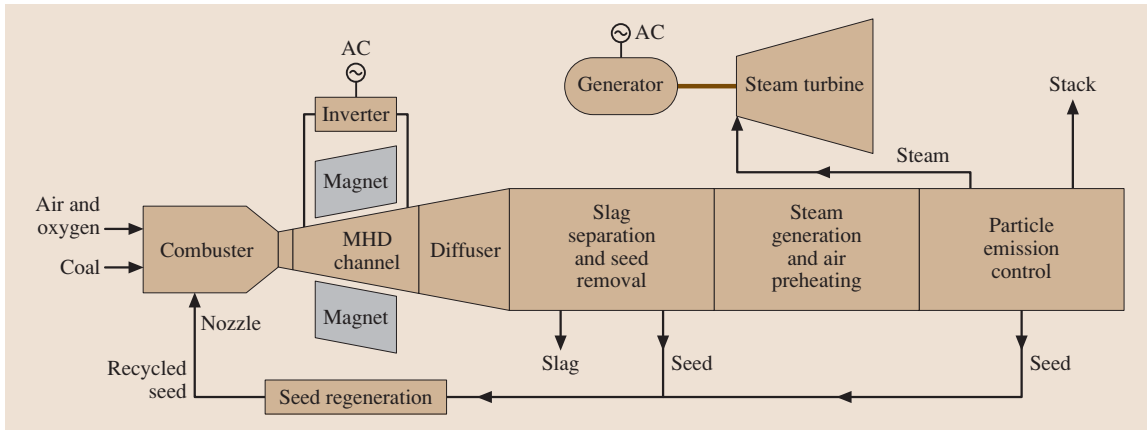 AC
Generator
Steam turbine
Stack
AC
Inverter
Magnet
Steam
Air and
oxygen
Coal
Combuster
MHD
channel
Diffuser
Slag
separation
and seed
removal
Steam
generation
and air
preheating
Particle
emission
control
Magnet
Nozzle
Slag
Seed
Seed
Recycled
seed
Seed regeneration